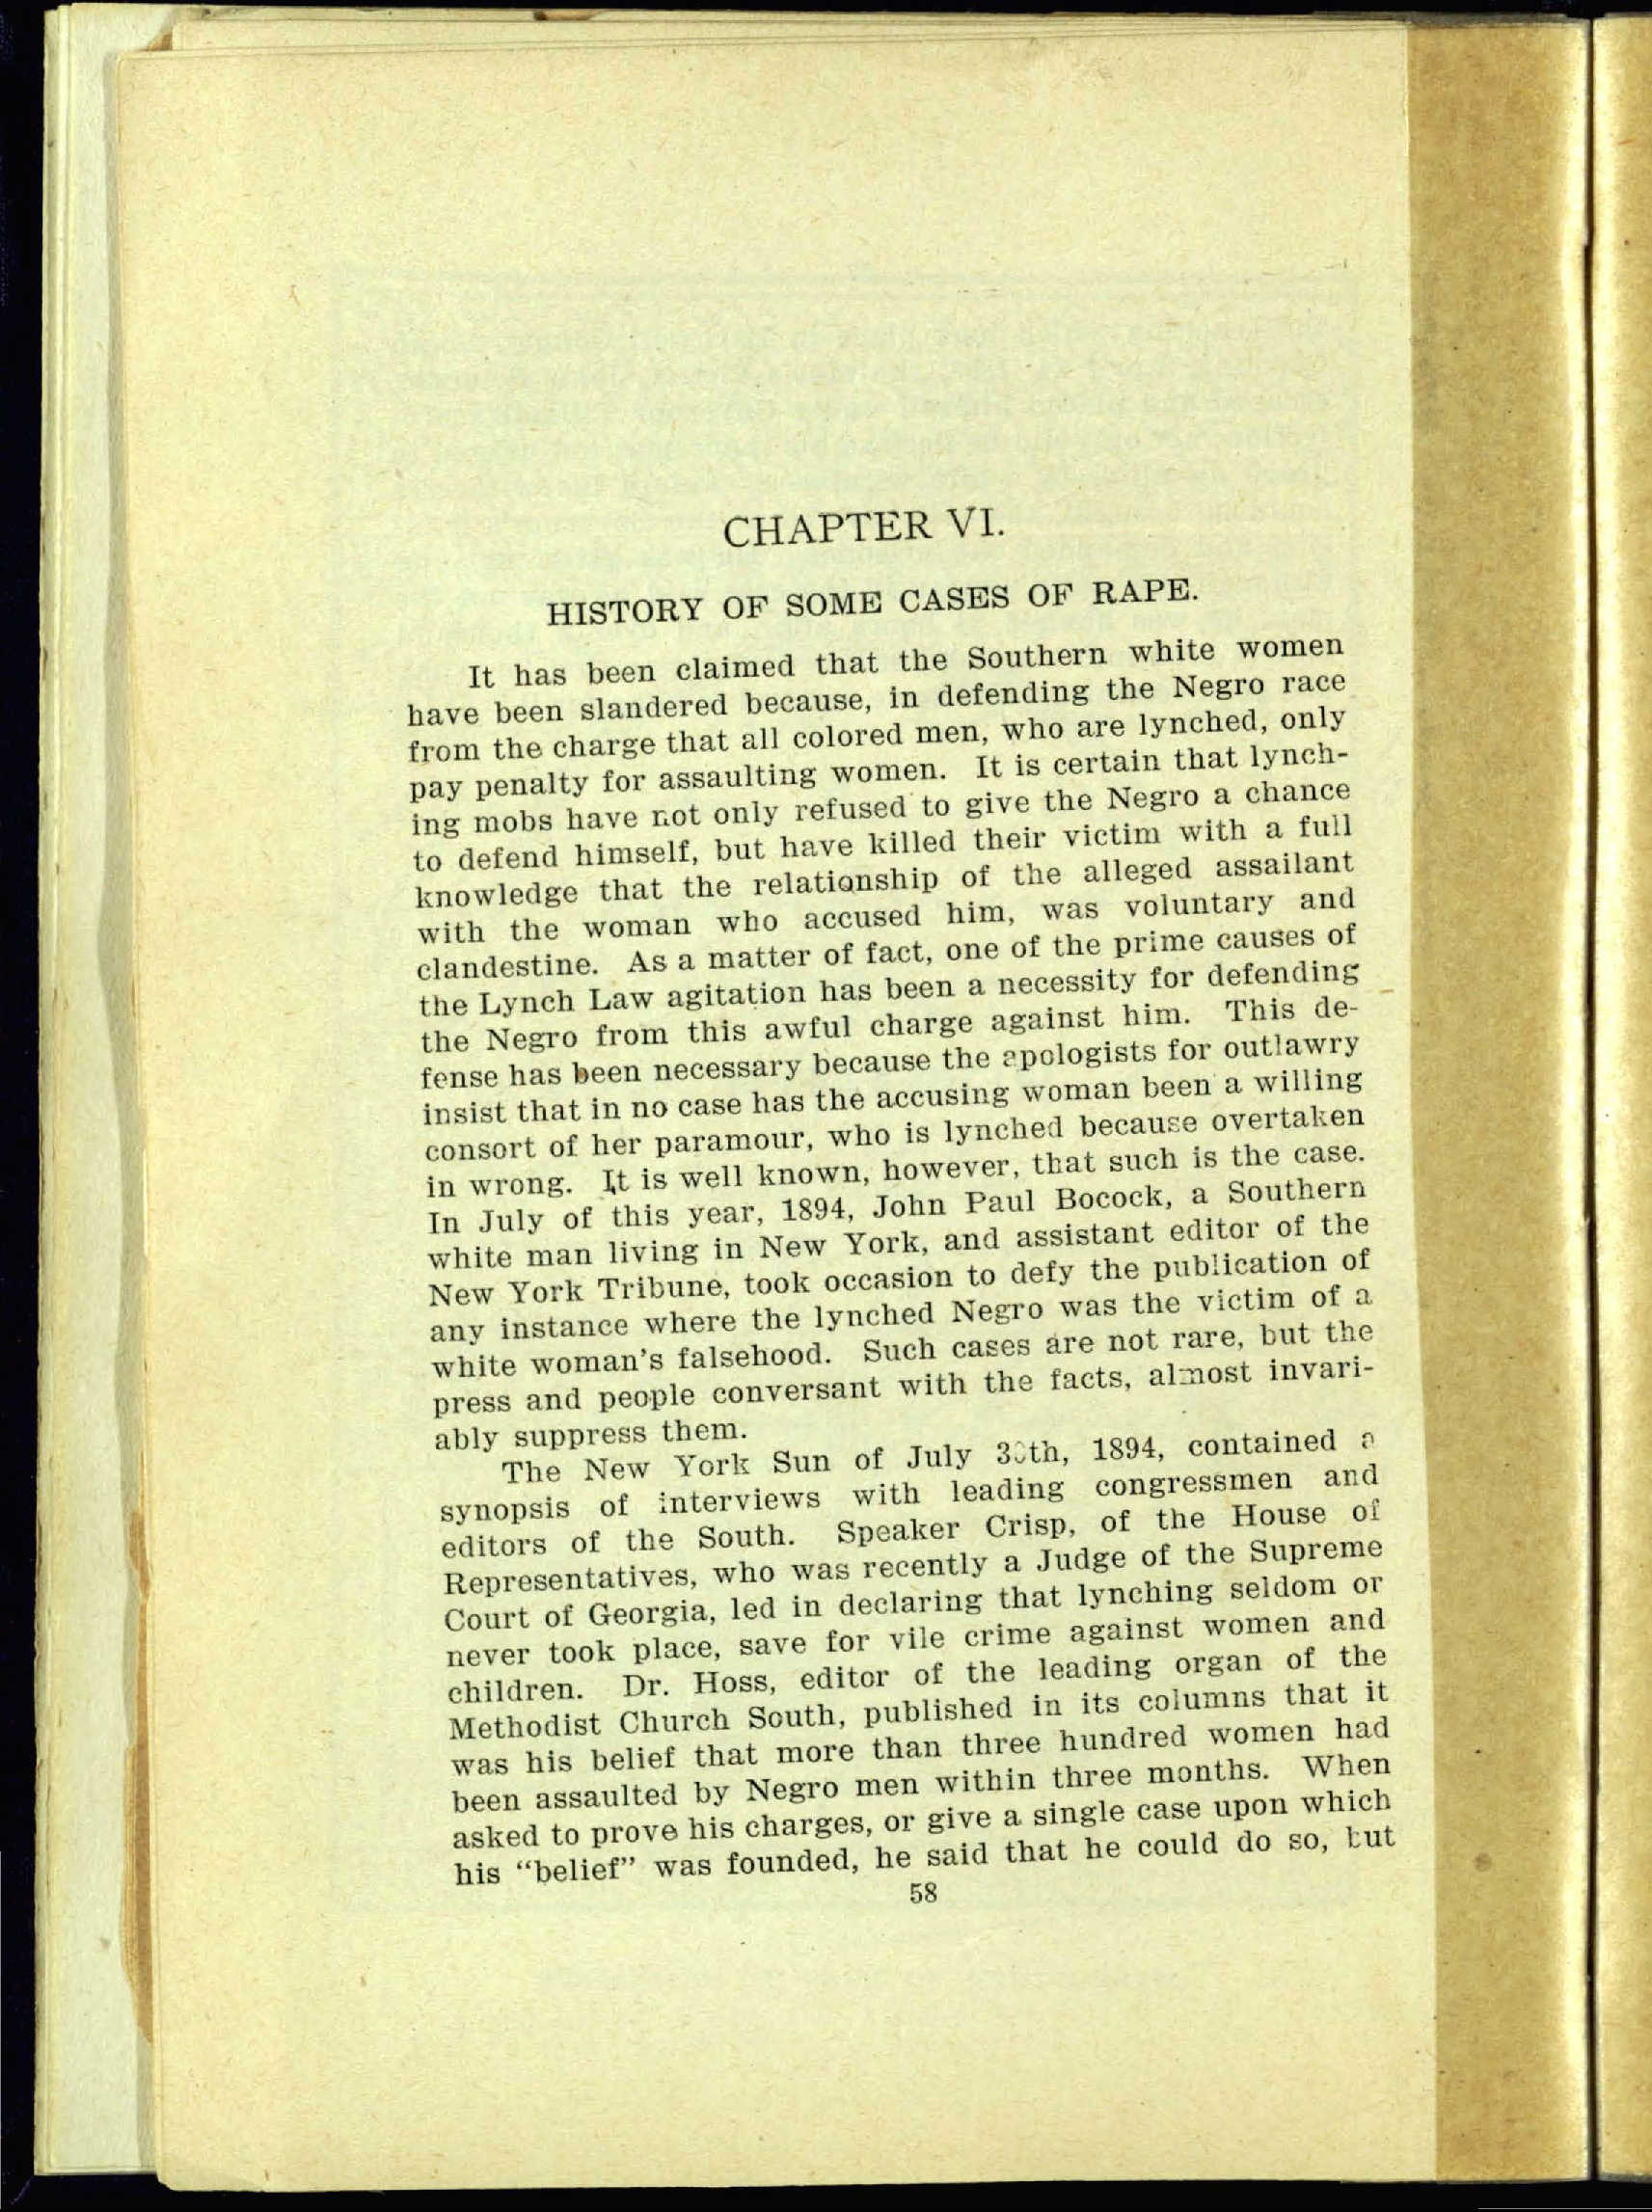 CHAPTER VI.
HISTORY OF SOME CASES OF RAPE.
It has been claimed that the Southern white women
have been slandered because, in defending the Negro race
from the charge that all colored men, who are lynched, only
pay penalty for assaulting women. It is certain that lynch-
ing mobs have not only refused to give the Negro a chance
to defend himself, but have killed their victim with a full
knowledge that the relationship of the alleged assailant
with the woman who accused him, was voluntary and
clandestine. As a matter of fact, one of the prime causes of
the Lynch Law agitation has been a necessity for defending
the Negro from this awful charge against him. This de-
fense has been necessary because the apologists for outlawry
insist that in no case has the accusing woman been a willing
consort of her paramour, who is lynched because overtaken
in wrong. It is well known, however, that such is the case.
In July of this year, 1894, John Paul Bocock, a Southern
white man living in New York, and assistant editor of the
New York Tribune, took occasion to defy the publication of
any instance where the lynched Negro was the victim of a
white woman's falsehood. Such cases are not rare, but the
press and people conversant with the facts, almost invari-
ably suppress them.
The New York Sun of July 30th, 1894, contained a
synopsis of interviews with leading congressmen and
editors of the South. Speaker Crisp, of the House of
Representatives, who was recently a Judge of the Supreme
Court of Georgia, led in declaring that lynching seldom or
never took place, save for vile crime against women and
children. Dr. Hoss, editor of the leading organ of the
Methodist Church South, published in its columns that it
was his belief that more than three hundred women had
been assaulted by Negro men within three months. When
asked to prove his charges, or give a single case upon which
his "belief" was founded, he said that he could do so, but
58